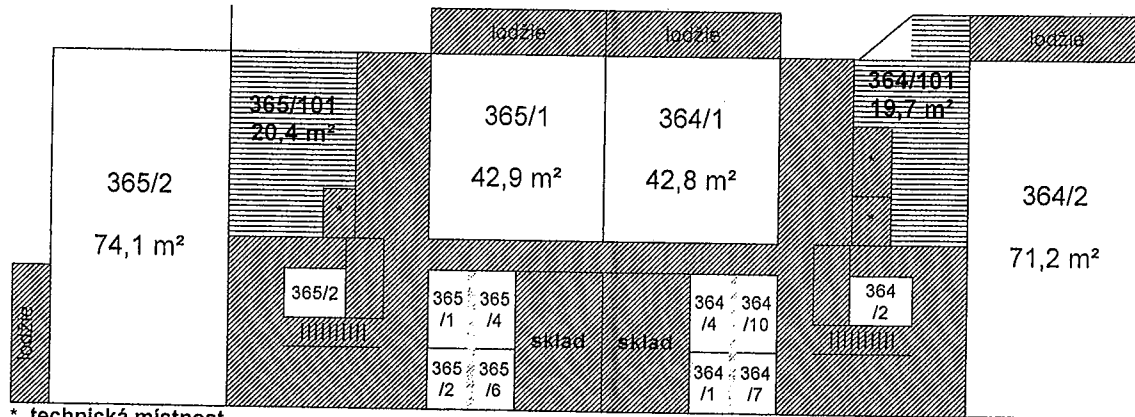 lodžie
lodžie
lodžie
365/101
20,4 m²
365/1
42,9 m²
364/1
42,8 m²
364/101
19,7 m²
*
*
*
365/2
74,1 m²
364/2
71,2 m²
lodžie
365/2
365
/1
365
/4
365
/2
365
/6
sklad
sklad
364
/4
364
/10
364
/1
364
/7
364
/2
* technická místnost